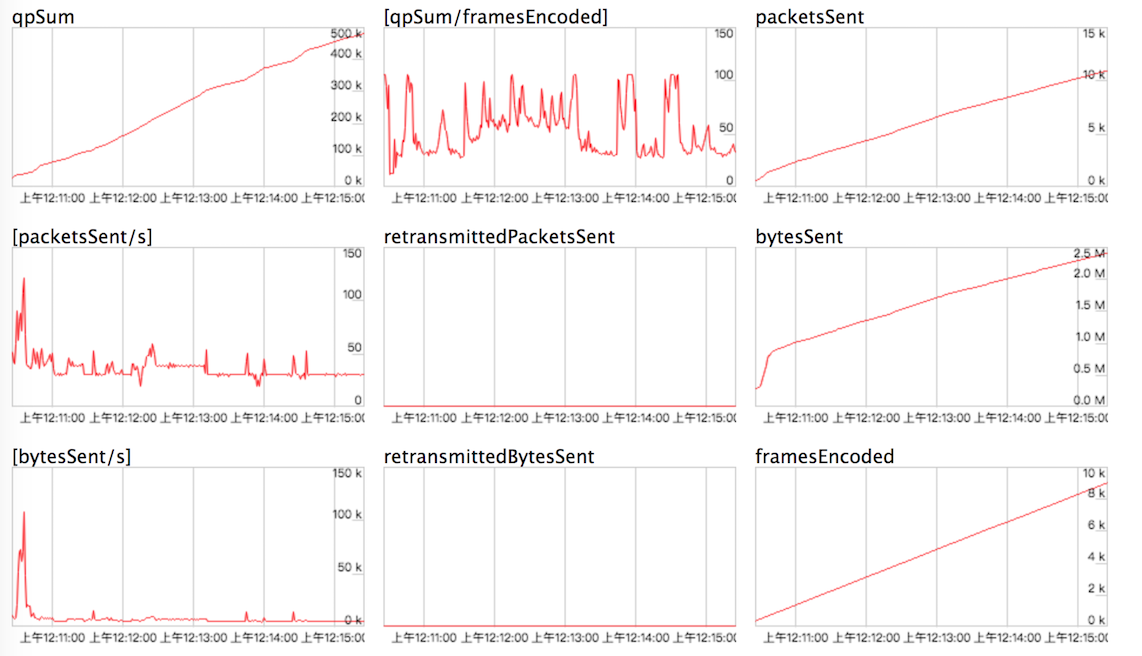 qpSum
500 k
400 k
300 k
200 k
100 k
0 k
上午12:11:00 上午12:12:00 上午12:13:00 上午12:14:00 上午12:15:00
[qpSum/framesEncoded]
150
100
50
0
上午12:11:00 上午12:12:00 上午12:13:00 上午12:14:00 上午12:15:00
packetsSent
15 k
10 k
5 k
0 k
上午12:11:00 上午12:12:00 上午12:13:00 上午12:14:00 上午12:15:00
[packetsSent/s]
150
100
50
0
上午12:11:00 上午12:12:00 上午12:13:00 上午12:14:00 上午12:15:00
retransmittedPacketsSent
上午12:11:00 上午12:12:00 上午12:13:00 上午12:14:00 上午12:15:00
bytesSent
2.5 M
2.0 M
1.5 M
1.0 M
0.5 M
0.0 M
上午12:11:00 上午12:12:00 上午12:13:00 上午12:14:00 上午12:15:00
[bytesSent/s]
150 k
100 k
50 k
0 k
上午12:11:00 上午12:12:00 上午12:13:00 上午12:14:00 上午12:15:00
retransmittedBytesSent
上午12:11:00 上午12:12:00 上午12:13:00 上午12:14:00 上午12:15:00
framesEncoded
10 k
8 k
6 k
4 k
2 k
0 k
上午12:11:00 上午12:12:00 上午12:13:00 上午12:14:00 上午12:15:00